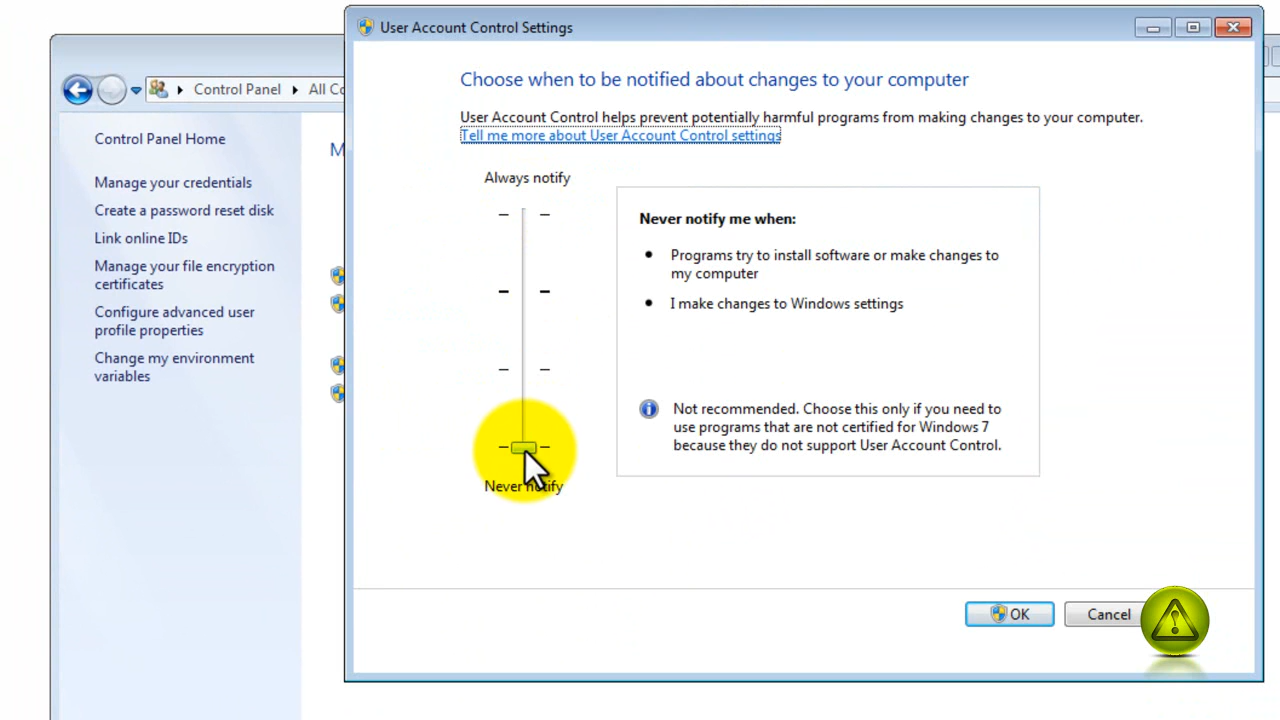 User Account Control Settings
Control Panel
All Co
Control Panel Home
Manage your credentials
Create a password reset disk
Link online IDs
Manage your file encryption
certificates
Configure advanced user
profile properties
Change my environment
variables
M
Choose when to be notified about changes to your computer
User Account Control helps prevent potentially harmful programs from making changes to your computer.
Tell me more about User Account Control settings
Always notify
Never notify
Never notify me when:
Programs try to install software or make changes to
my computer
I make changes to Windows settings
Not recommended. Choose this only if you need to
use programs that are not certified for Windows 7
because they do not support User Account Control.
OK
Cancel